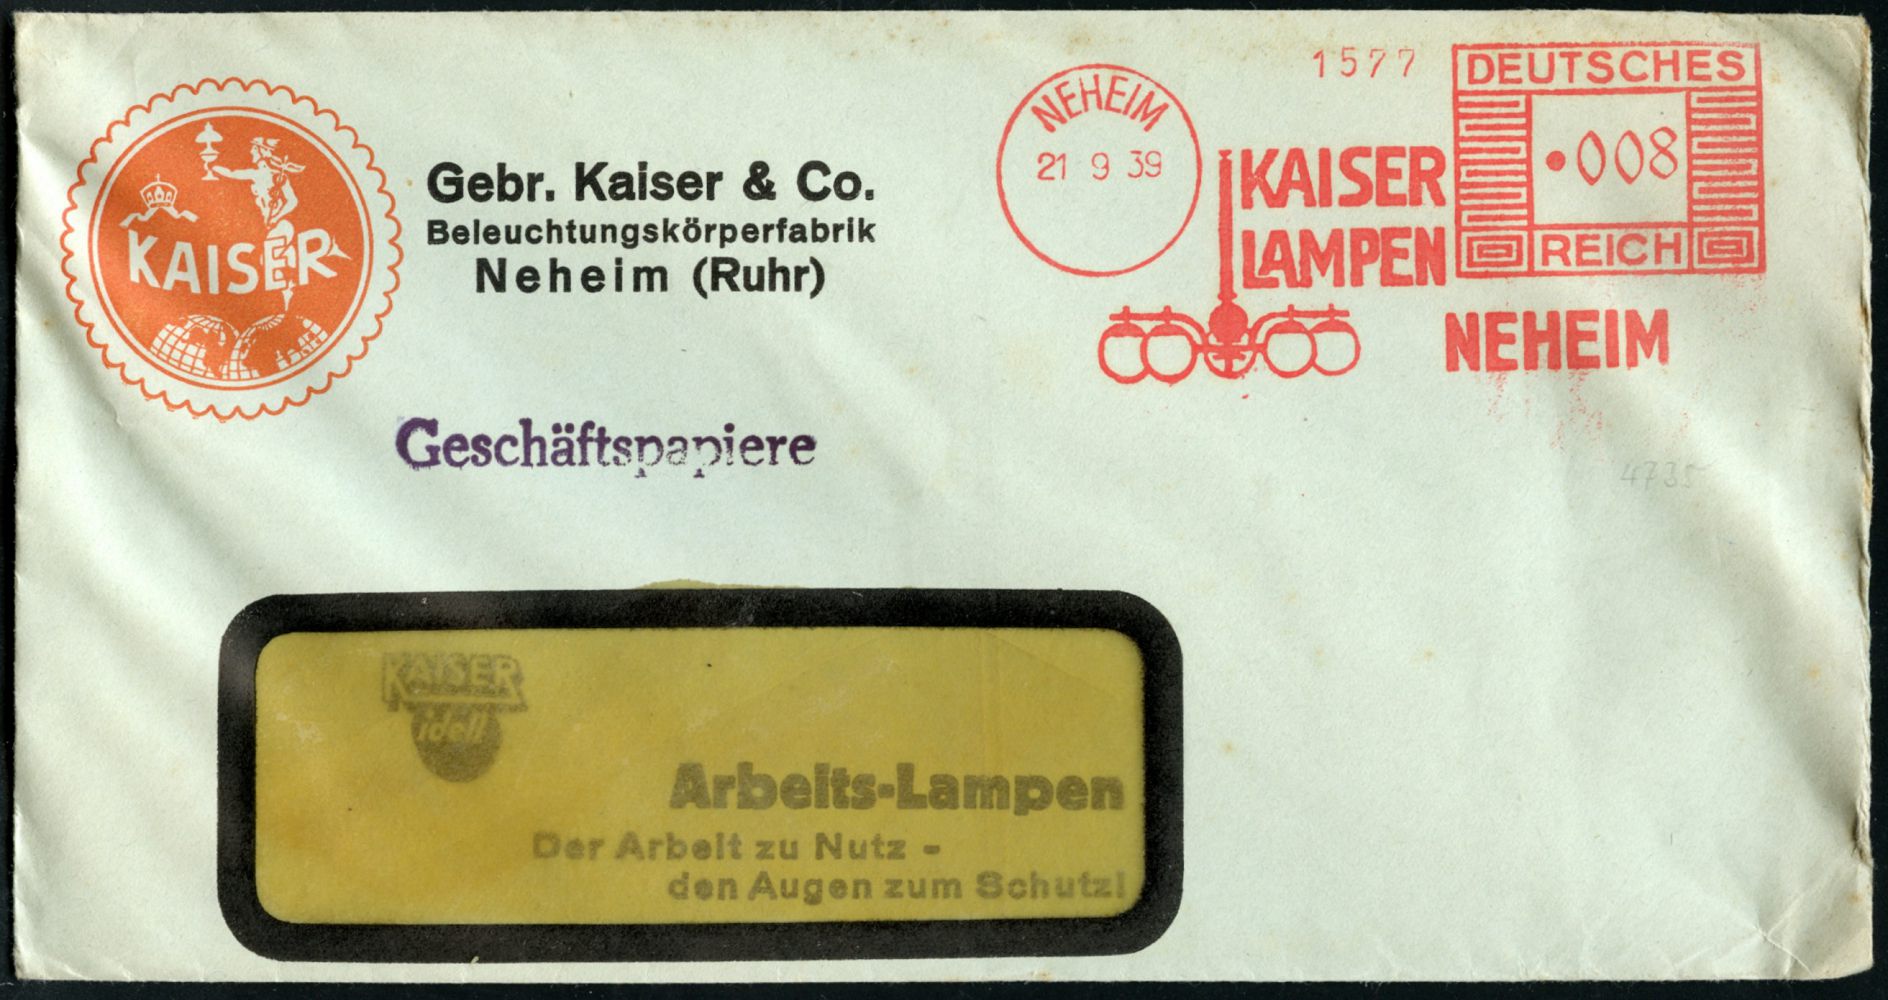 KAISER
Gebr. Kaiser & Co.
Beleuchtungskörperfabrik
Neheim (Ruhr)
Geschäftspapiere
NEHEIM
21 9 39
1577
KAISER
LAMPEN
NEHEIM
DEUTSCHES
•008
REICH
4735
KAISER
idell
Arbeits-Lampen
Der Arbeit zu Nutz -
den Augen zum Schutz!